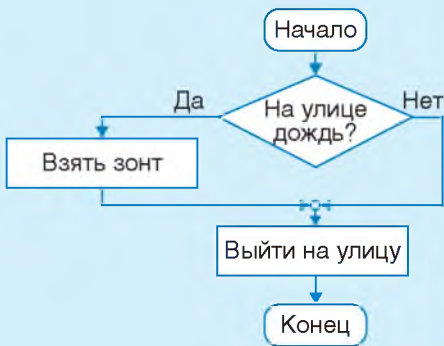 Начало
Да
На улице
дождь?
Нет
Взять зонт
Выйти на улицу
Конец